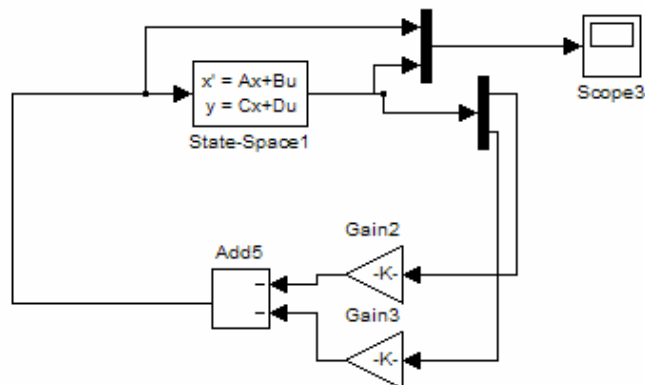 x' = Ax+Bu
y = Cx+Du
State-Space1
Scope3
Gain2
-K-
Add5
–
–
Gain3
-K-